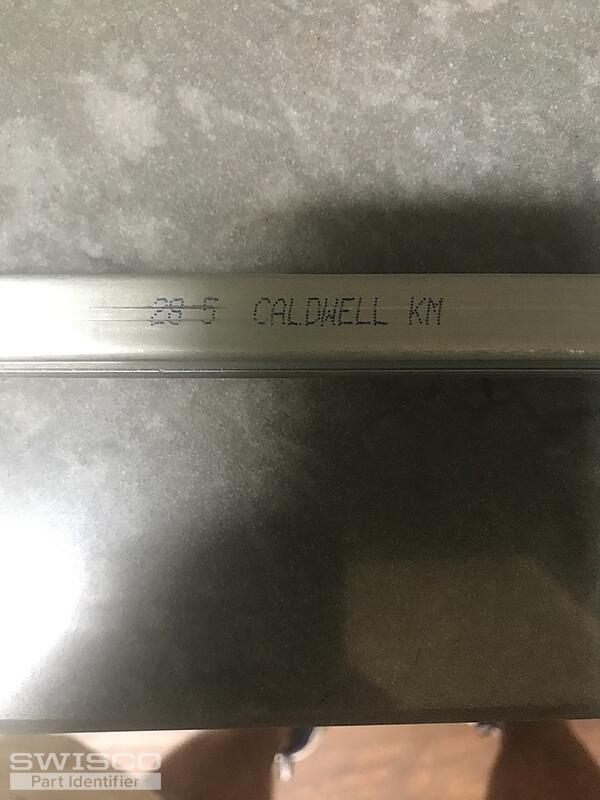 28 5 CALDWELL KM
SWISCO
Part Identifier